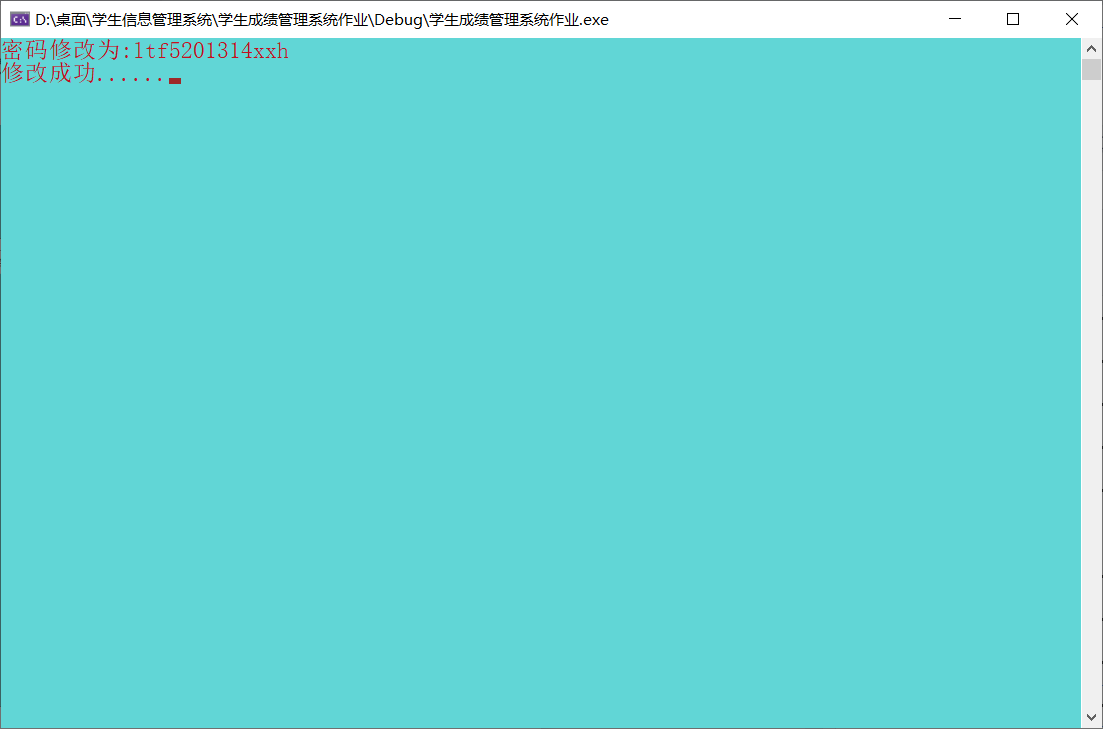 D:\桌面\学生信息管理系统\学生成绩管理系统作业\Debug\学生成绩管理系统作业.exe
密码修改为:ltf5201314xxh
修改成功......